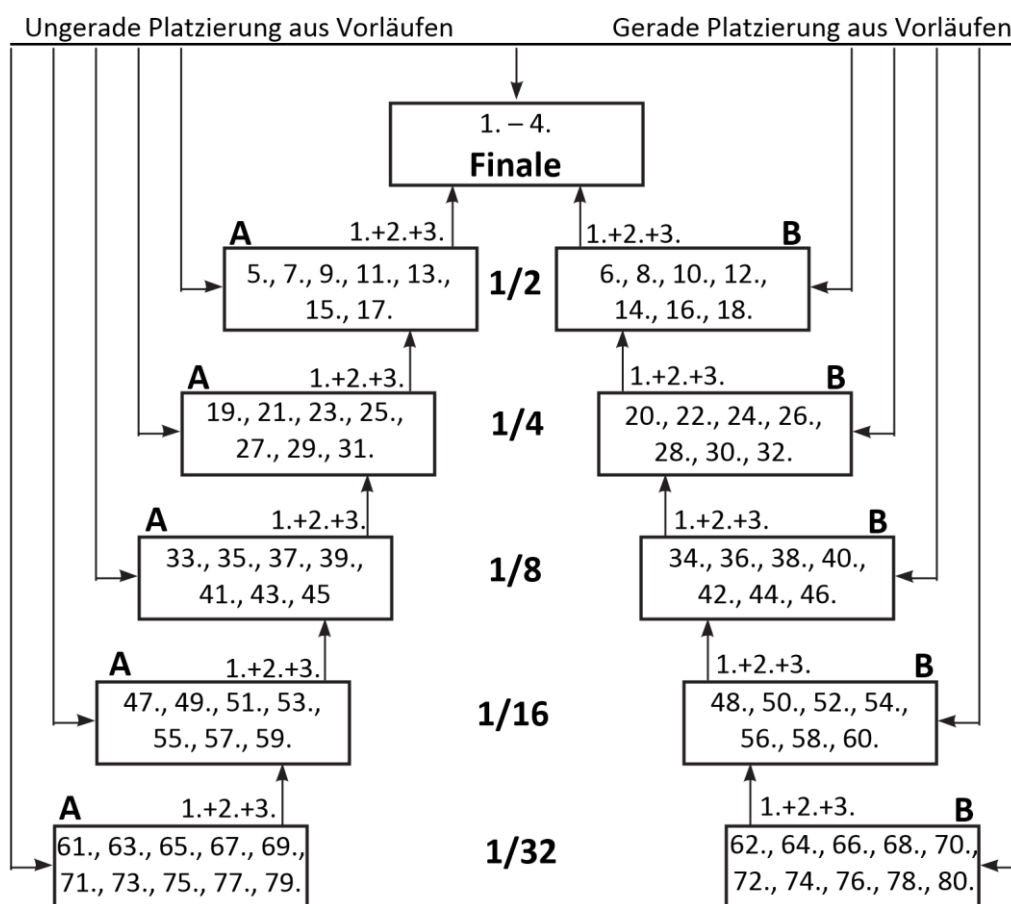 Ungerade Platzierung aus Vorläufen
Gerade Platzierung aus Vorläufen
1. – 4.
Finale
A
1.+2.+3.
5., 7., 9., 11., 13.,
15., 17.
1/2
1.+2.+3.
B
6., 8., 10., 12.,
14., 16., 18.
A
1.+2.+3.
19., 21., 23., 25.,
27., 29., 31.
1/4
1.+2.+3.
B
20., 22., 24., 26.,
28., 30., 32.
A
1.+2.+3.
33., 35., 37., 39.,
41., 43., 45
1/8
1.+2.+3.
B
34., 36., 38., 40.,
42., 44., 46.
A
1.+2.+3.
47., 49., 51., 53.,
55., 57., 59.
1/16
1.+2.+3.
B
48., 50., 52., 54.,
56., 58., 60.
A
1.+2.+3.
61., 63., 65., 67., 69.,
71., 73., 75., 77., 79.
1/32
1.+2.+3.
B
62., 64., 66., 68., 70.,
72., 74., 76., 78., 80.